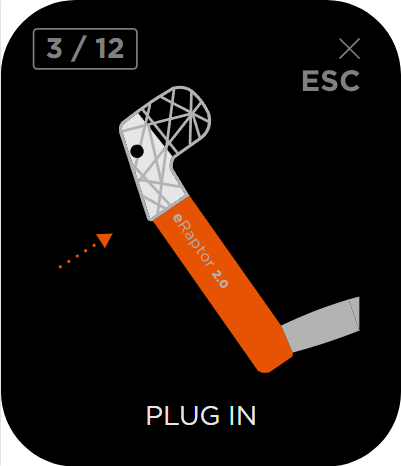 3 / 12
ESC
eRaptor 2.0
PLUG IN